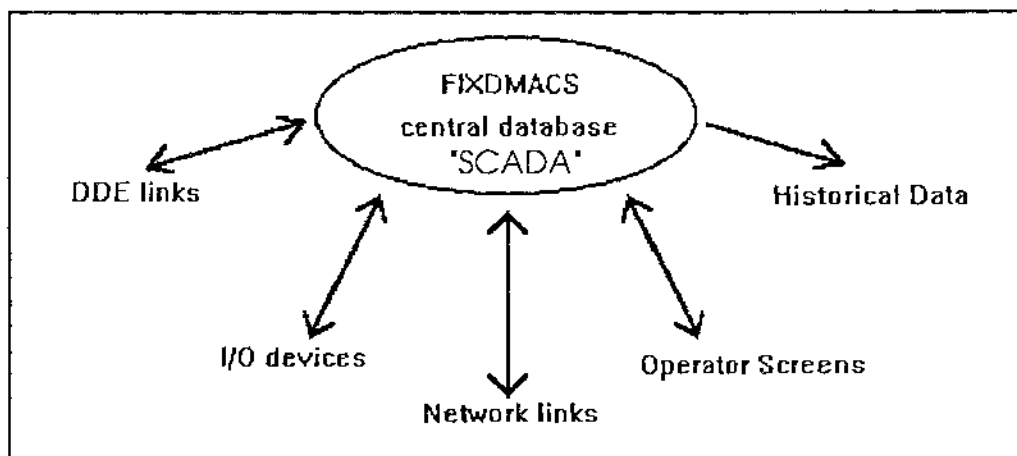 FIXDMACS
central database
"SCADA"
DDE links
Historical Data
I/O devices
Operator Screens
Network links